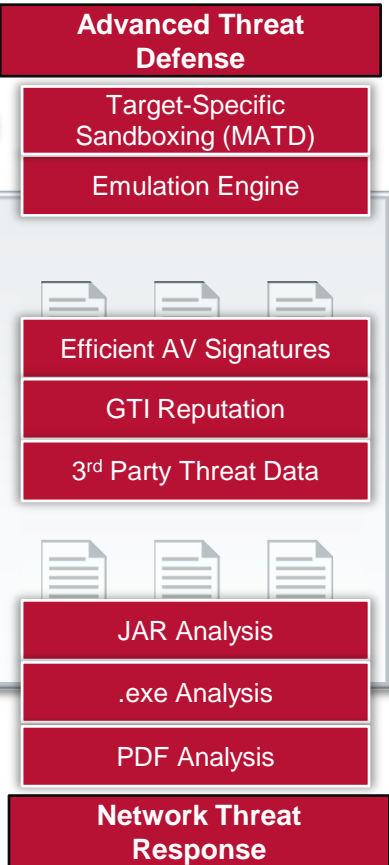 Advanced Threat
Defense
Target-Specific
Sandboxing (MATD)
Emulation Engine
Efficient AV Signatures
GTI Reputation
3rd Party Threat Data
JAR Analysis
.exe Analysis
PDF Analysis
Network Threat
Response